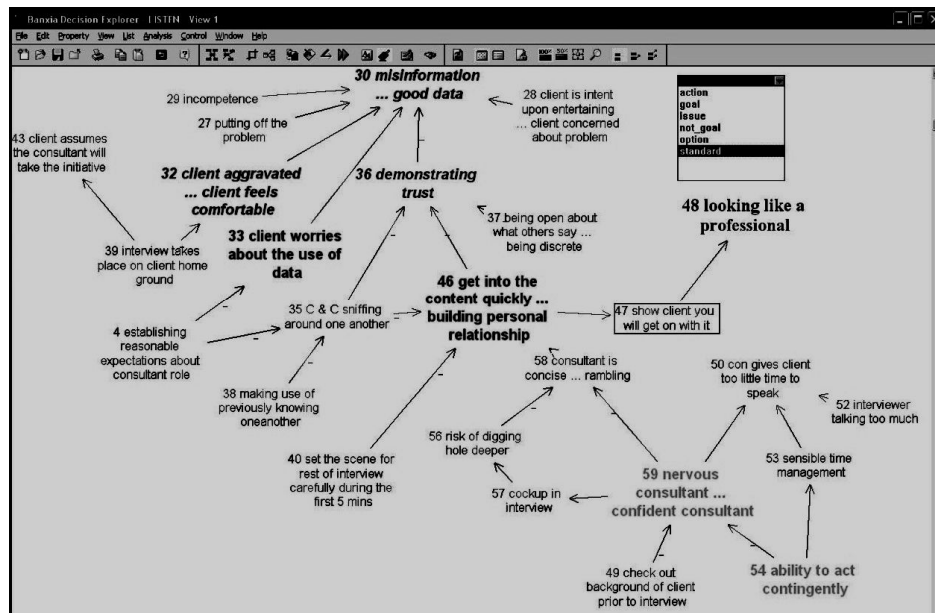 Banxia Decision Explorer - LISTEN - View 1
File Edit Property View List Analysis Control Window Help
30 misinformation
... good data
29 incompetence
28 client is intent
upon entertaining
... client concerned
about problem
27 putting off the
problem
43 client assumes
the consultant will
take the initiative
32 client aggravated
... client feels
comfortable
36 demonstrating
trust
action
goal
issue
not_goal
option
standard
37 being open about
what others say ...
being discrete
48 looking like a
professional
39 interview takes
place on client home
ground
33 client worries
about the use of
data
46 get into the
content quickly ...
building personal
relationship
35 C & C sniffing
around one another
47 show client you
will get on with it
4 establishing
reasonable
expectations about
consultant role
58 consultant is
concise ... rambling
50 con gives client
too little time to
speak
38 making use of
previously knowing
oneanother
52 interviewer
talking too much
56 risk of digging
hole deeper
40 set the scene for
rest of interview
carefully during the
first 5 mins
53 sensible time
management
59 nervous
consultant ...
confident consultant
57 cockup in
interview
49 check out
background of client
prior to interview
54 ability to act
contingently